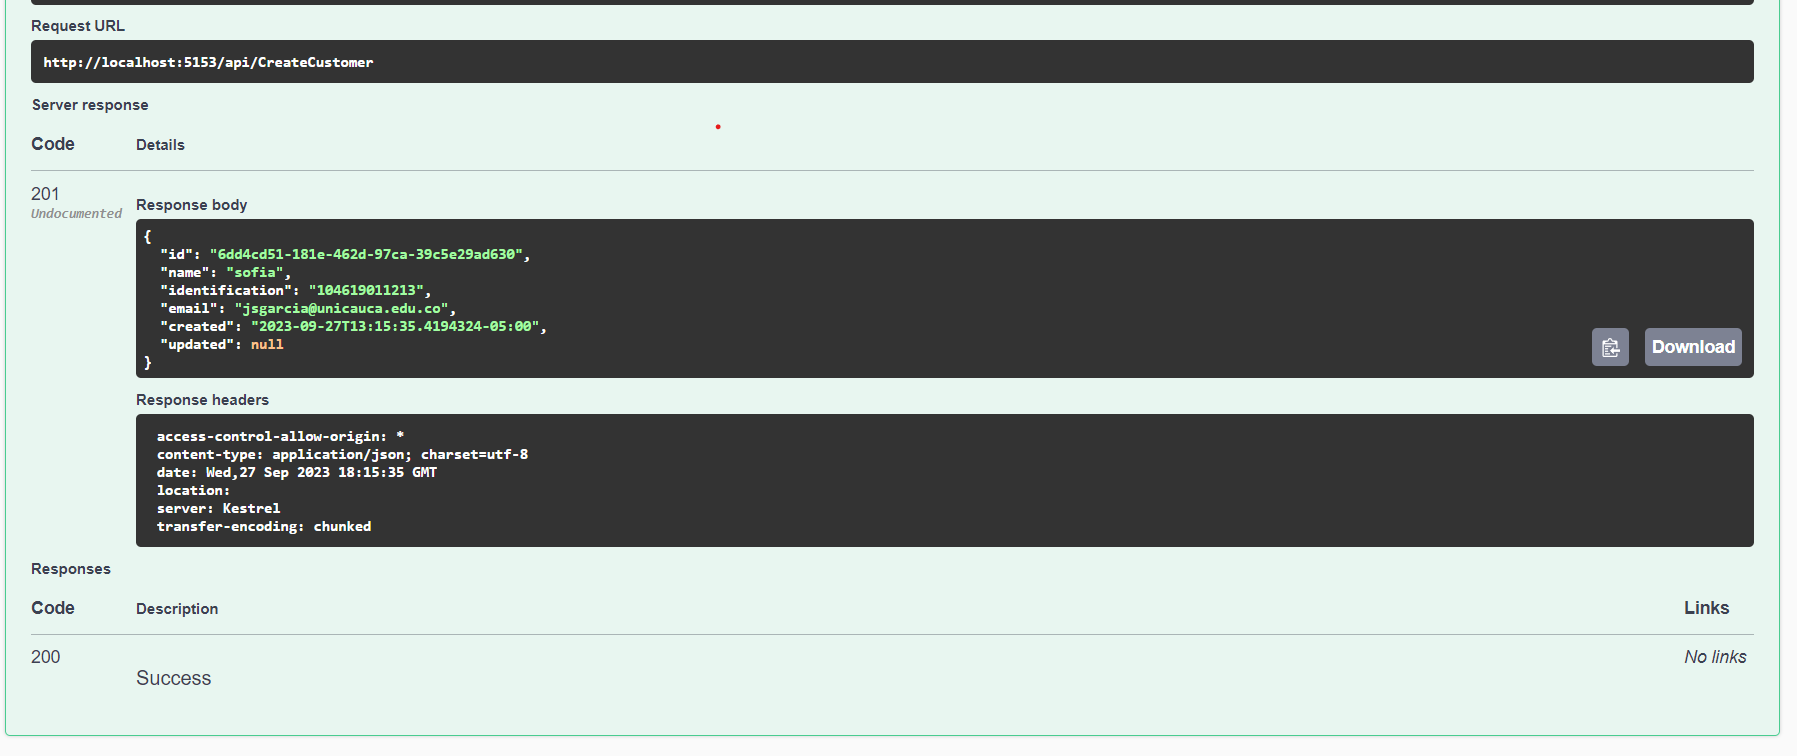 Request URL
http://localhost:5153/api/CreateCustomer
Server response
Code Details
201
Undocumented
Response body
{
"id": "6dd4cd51-181e-462d-97ca-39c5e29ad630",
"name": "sofia",
"identification": "104619011213",
"email": "jsgarcia@unicauca.edu.co",
"created": "2023-09-27T13:15:35.4194324-05:00",
"updated": null
}
Download
Response headers
access-control-allow-origin: *
content-type: application/json; charset=utf-8
date: Wed,27 Sep 2023 18:15:35 GMT
location:
server: Kestrel
transfer-encoding: chunked
Responses
Code Description Links
200 No links
Success